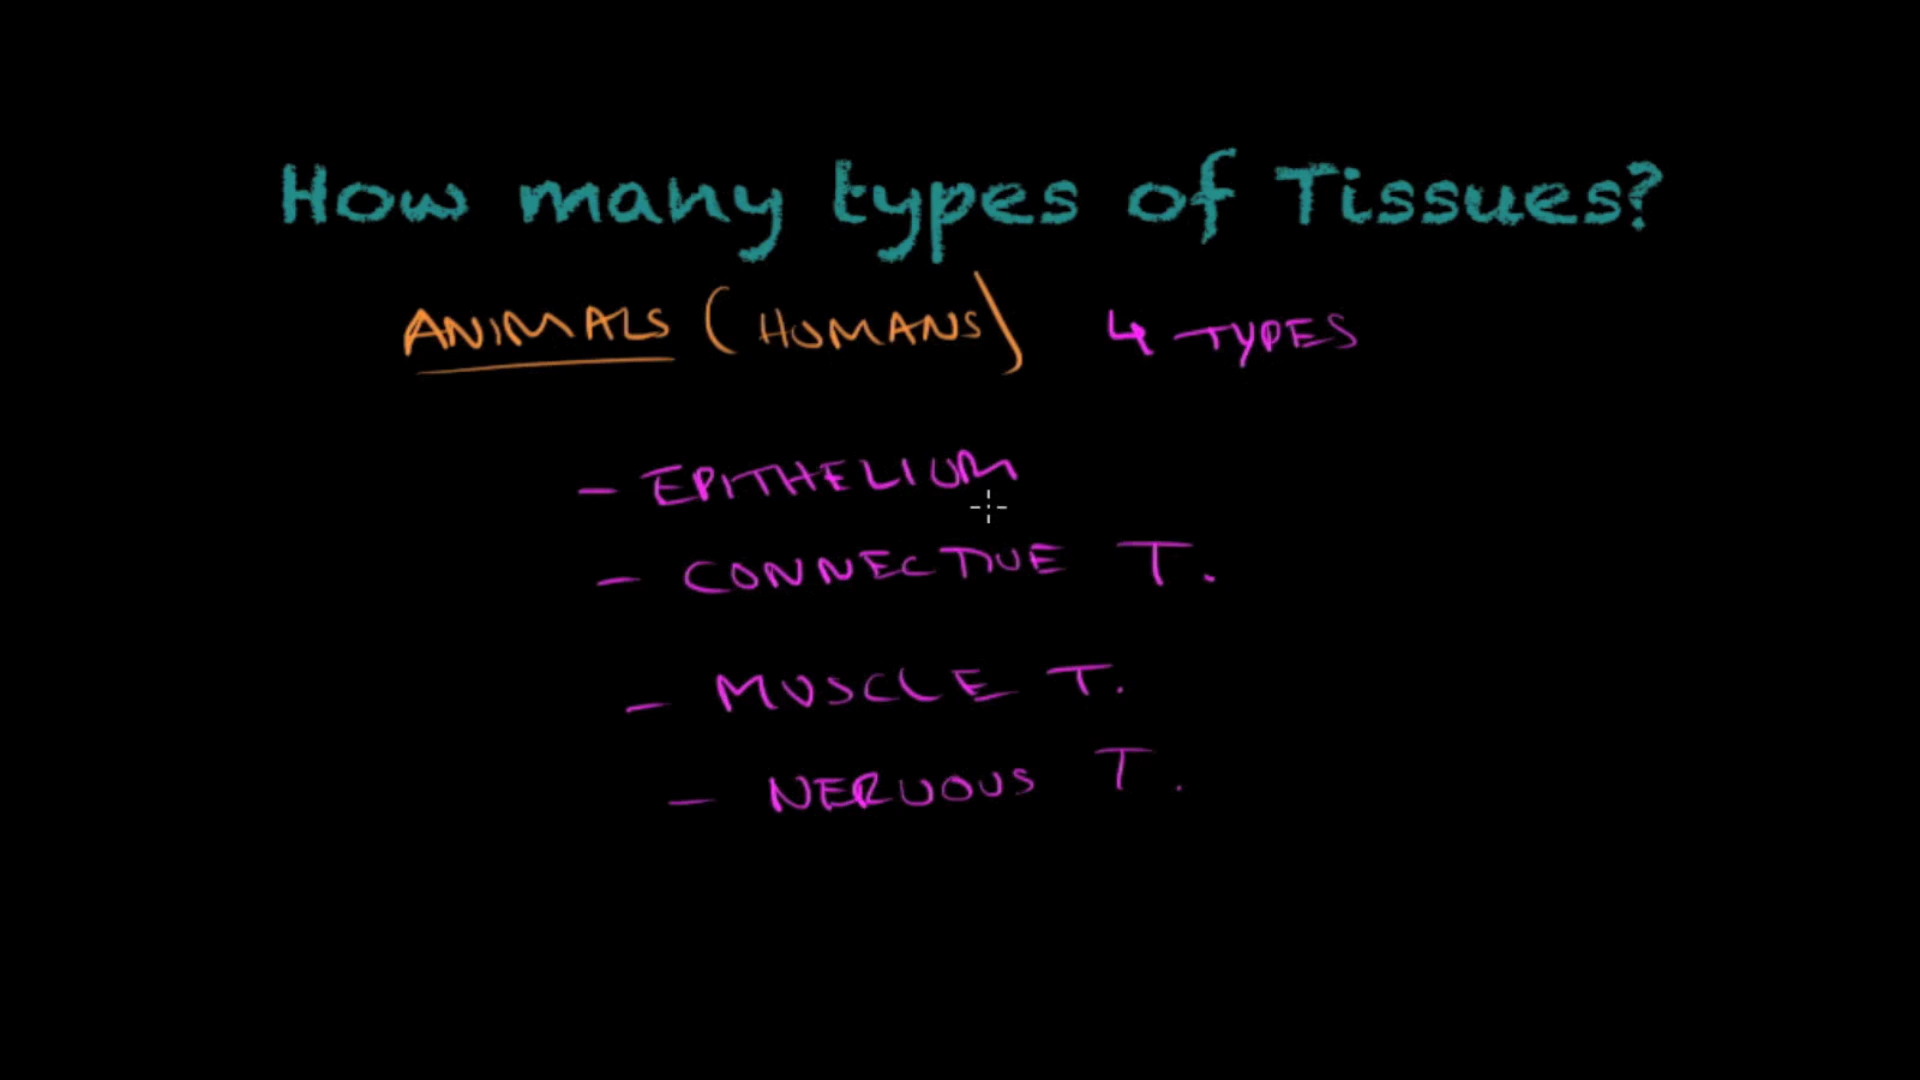 How many types of Tissues?
ANIMALS (HUMANS) 4 TYPES
- EPITHELIUM
- CONNECTIVE T.
- MUSCLE T.
- NERVOUS T.